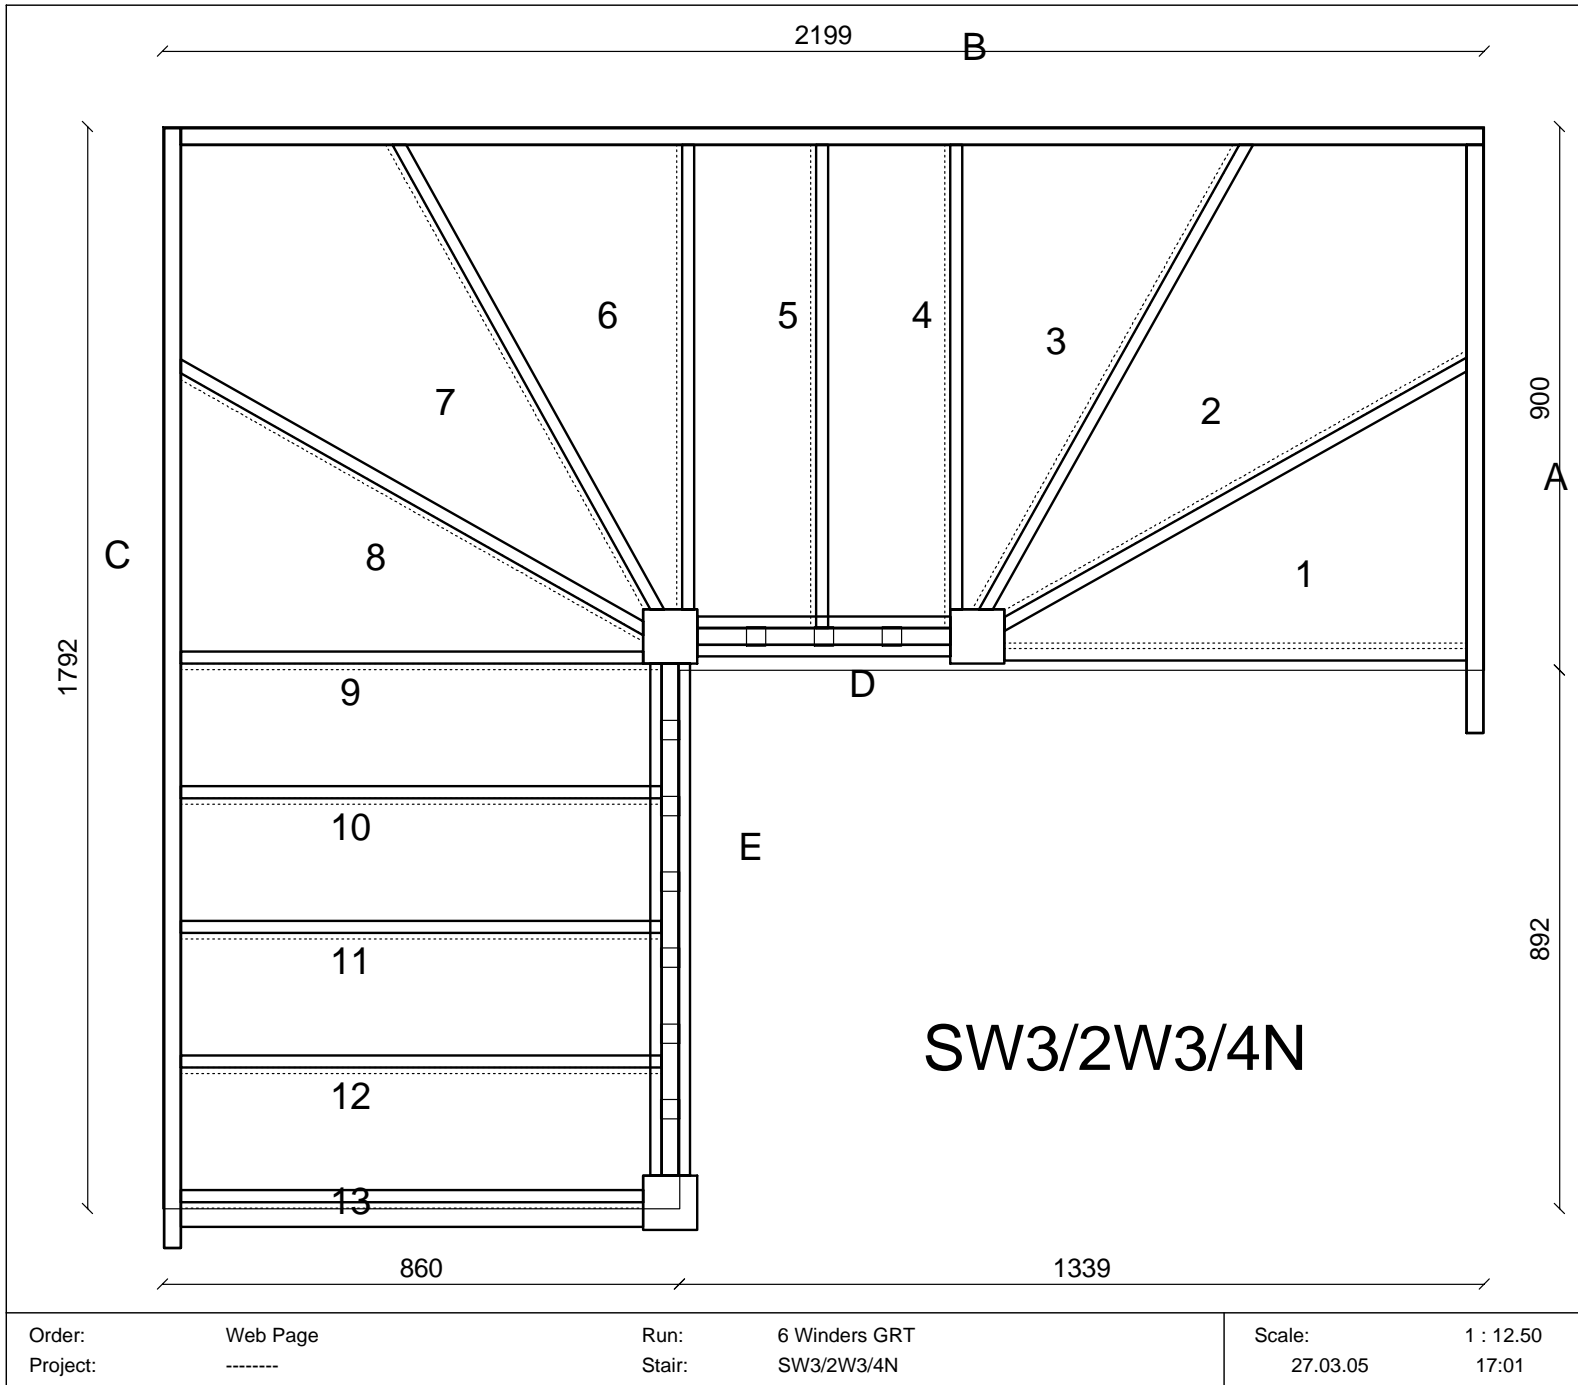 2199
B
6
5
4
3
900
7
2
A
C
8
1
1792
D
9
10
E
11
892
SW3/2W3/4N
12
13
860
1339
Order: Web Page Run: 6 Winders GRT Scale: 1 : 12.50
Project: -------- Stair: SW3/2W3/4N 27.03.05 17:01